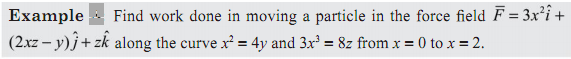 Example Find work done in moving a particle in the force field F̅ = 3x² î +
(2xz – y) ĵ + zk̂ along the curve x² = 4y and 3x³ = 8z from x = 0 to x = 2.